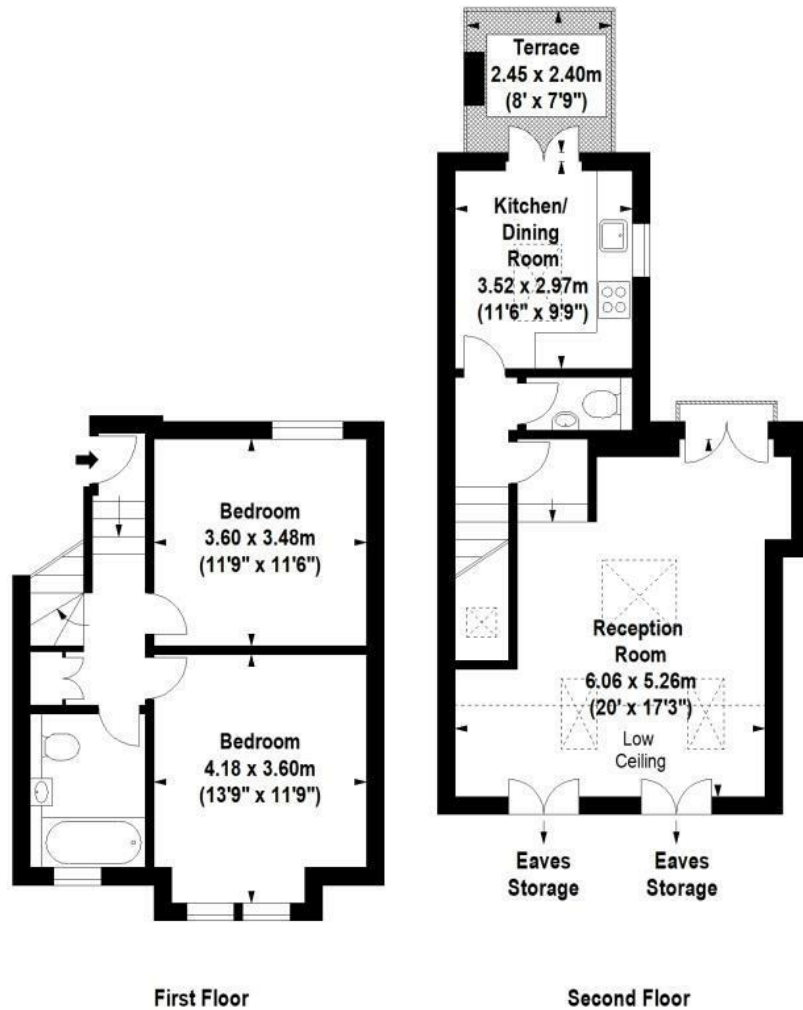 Terrace
2.45 x 2.40m
(8' x 7'9")
Kitchen/
Dining
Room
3.52 x 2.97m
(11'6" x 9'9")
Bedroom
3.60 x 3.48m
(11'9" x 11'6")
Bedroom
4.18 x 3.60m
(13'9" x 11'9")
Reception
Room
6.06 x 5.26m
(20' x 17'3")
Low
Ceiling
Eaves
Storage
Eaves
Storage
First Floor
Second Floor